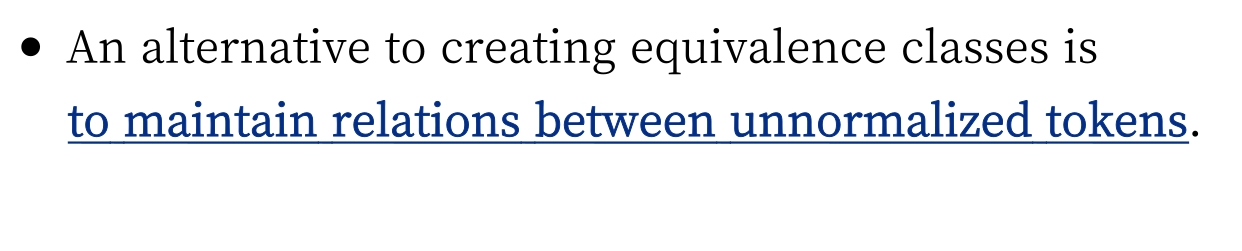 • An alternative to creating equivalence classes is
to maintain relations between unnormalized tokens.